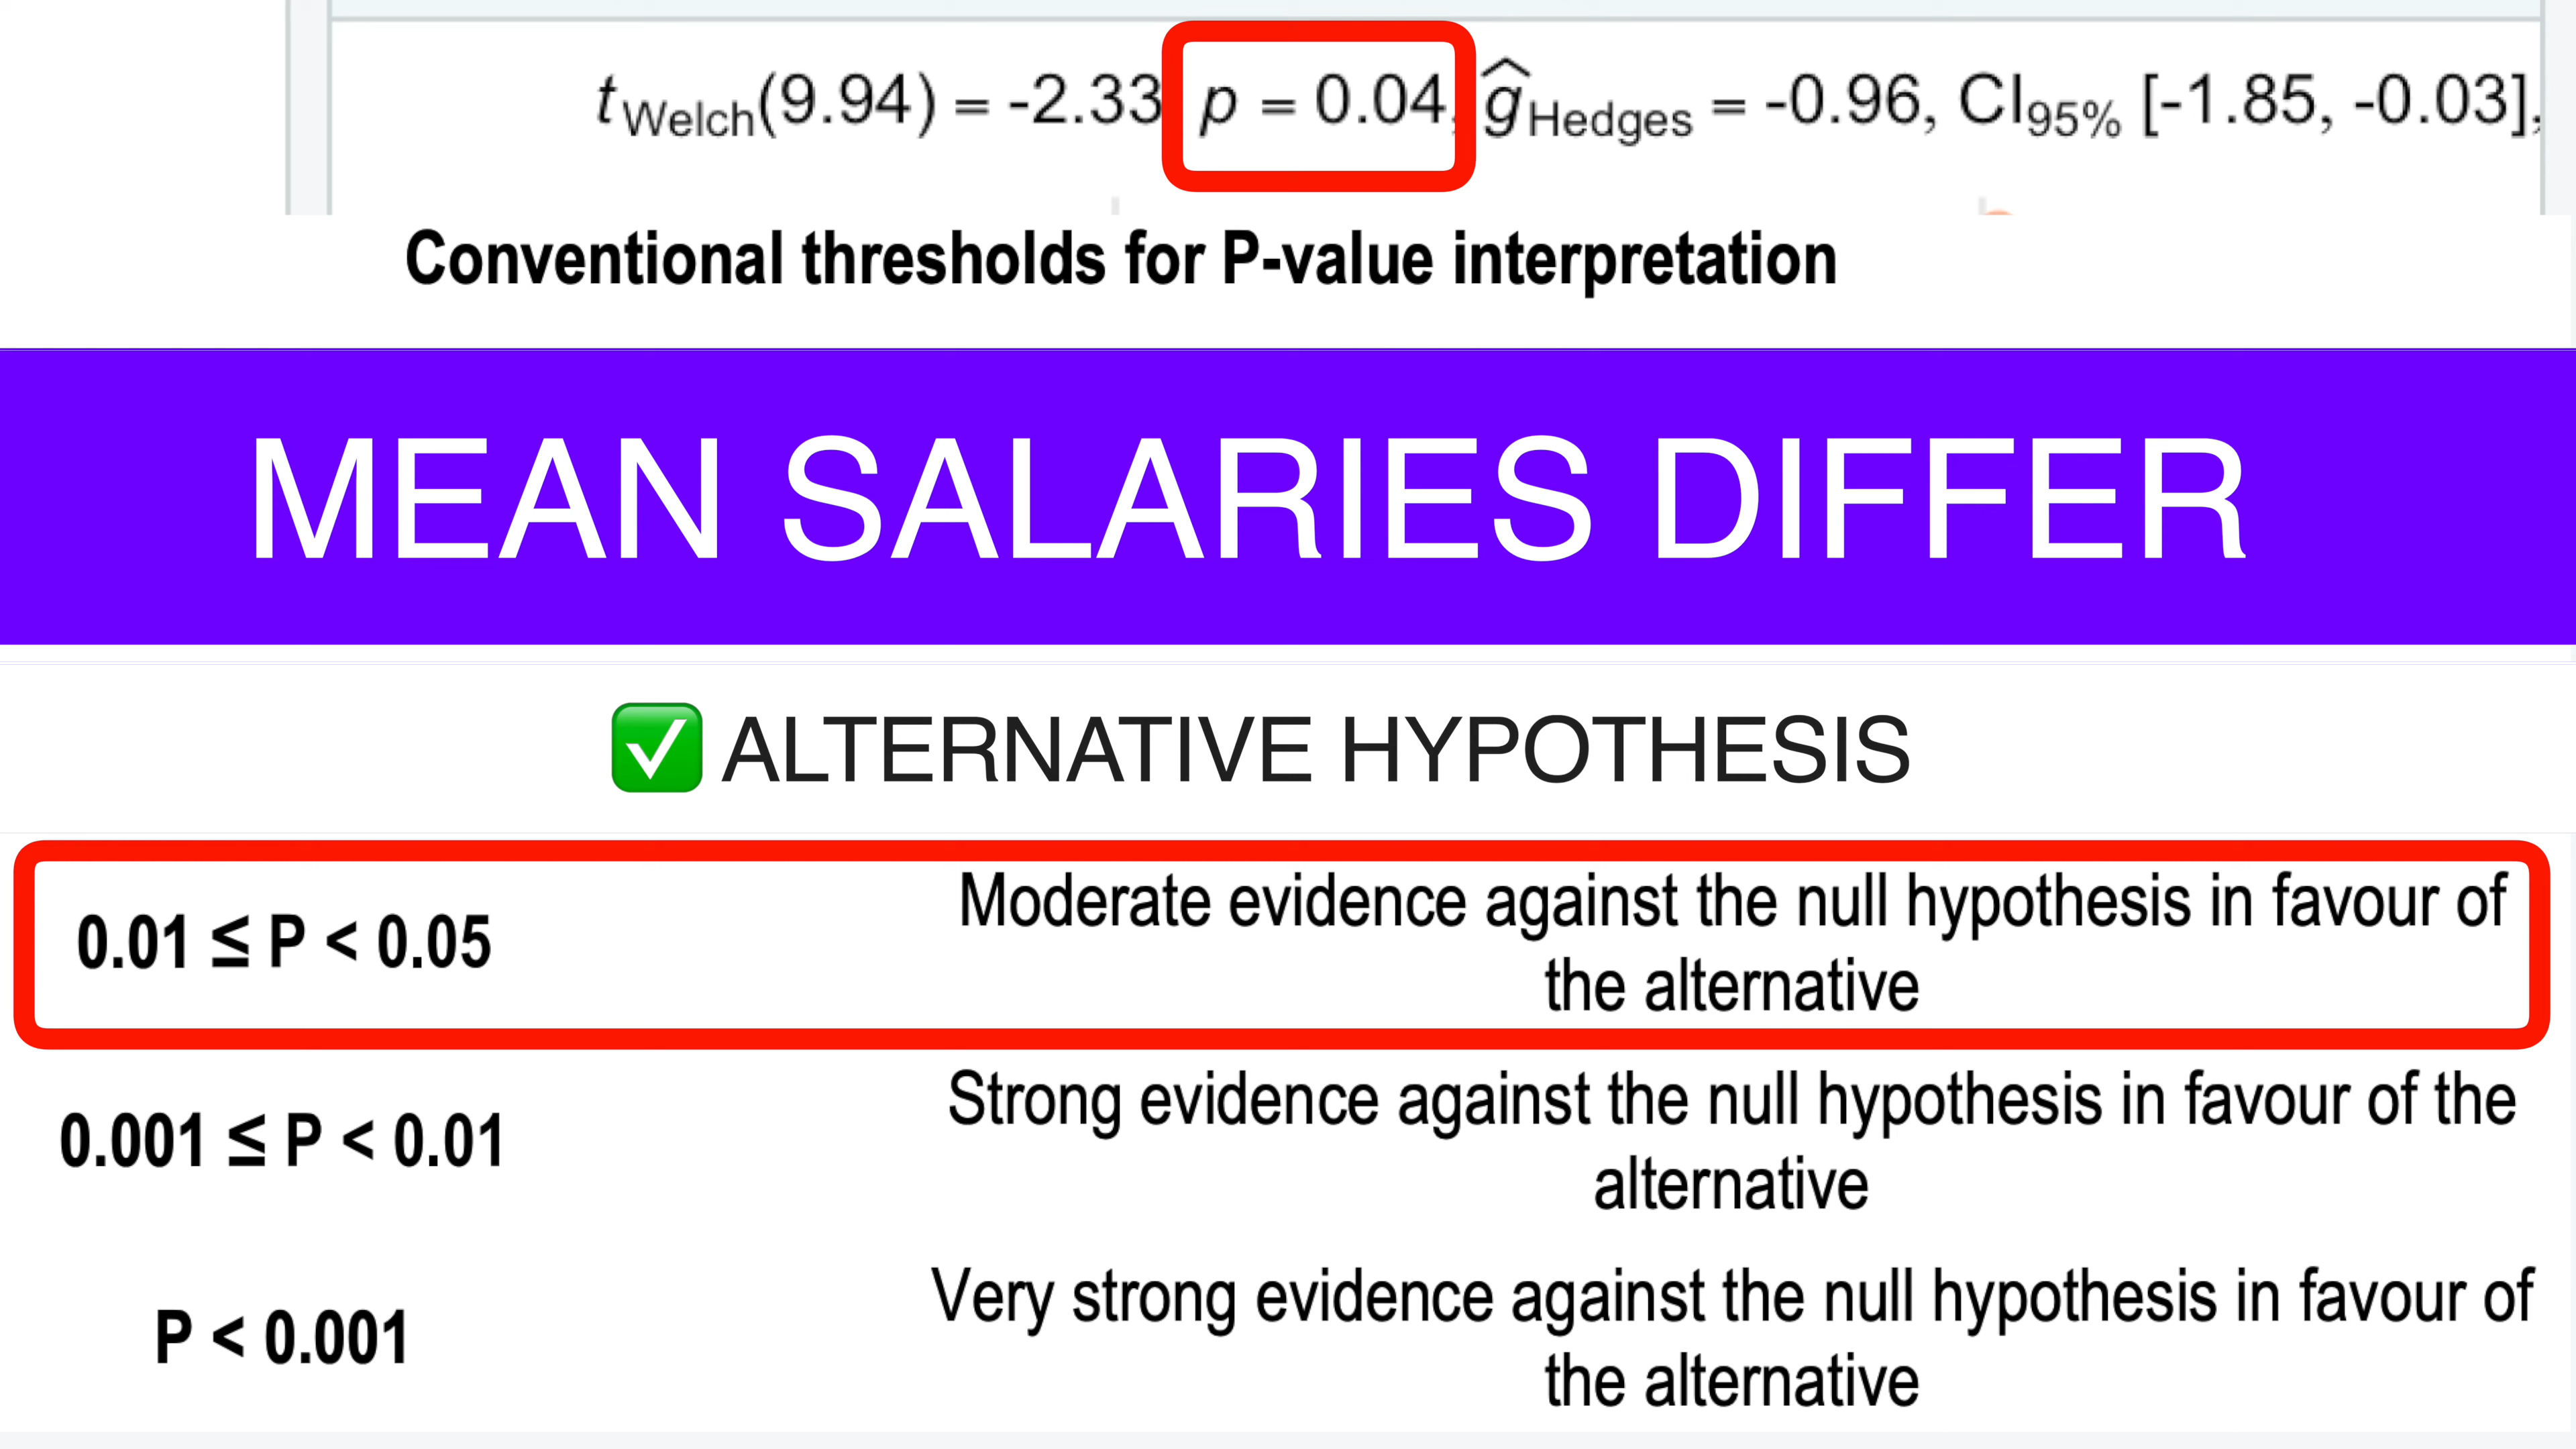 t Welch(9.94) = -2.33, p = 0.04, ĝ Hedges = -0.96, CI95% [-1.85, -0.03],
Conventional thresholds for P-value interpretation
MEAN SALARIES DIFFER
✅ ALTERNATIVE HYPOTHESIS
0.01 ≤ P < 0.05 Moderate evidence against the null hypothesis in favour of
the alternative
0.001 ≤ P < 0.01 Strong evidence against the null hypothesis in favour of the
alternative
P < 0.001 Very strong evidence against the null hypothesis in favour of
the alternative